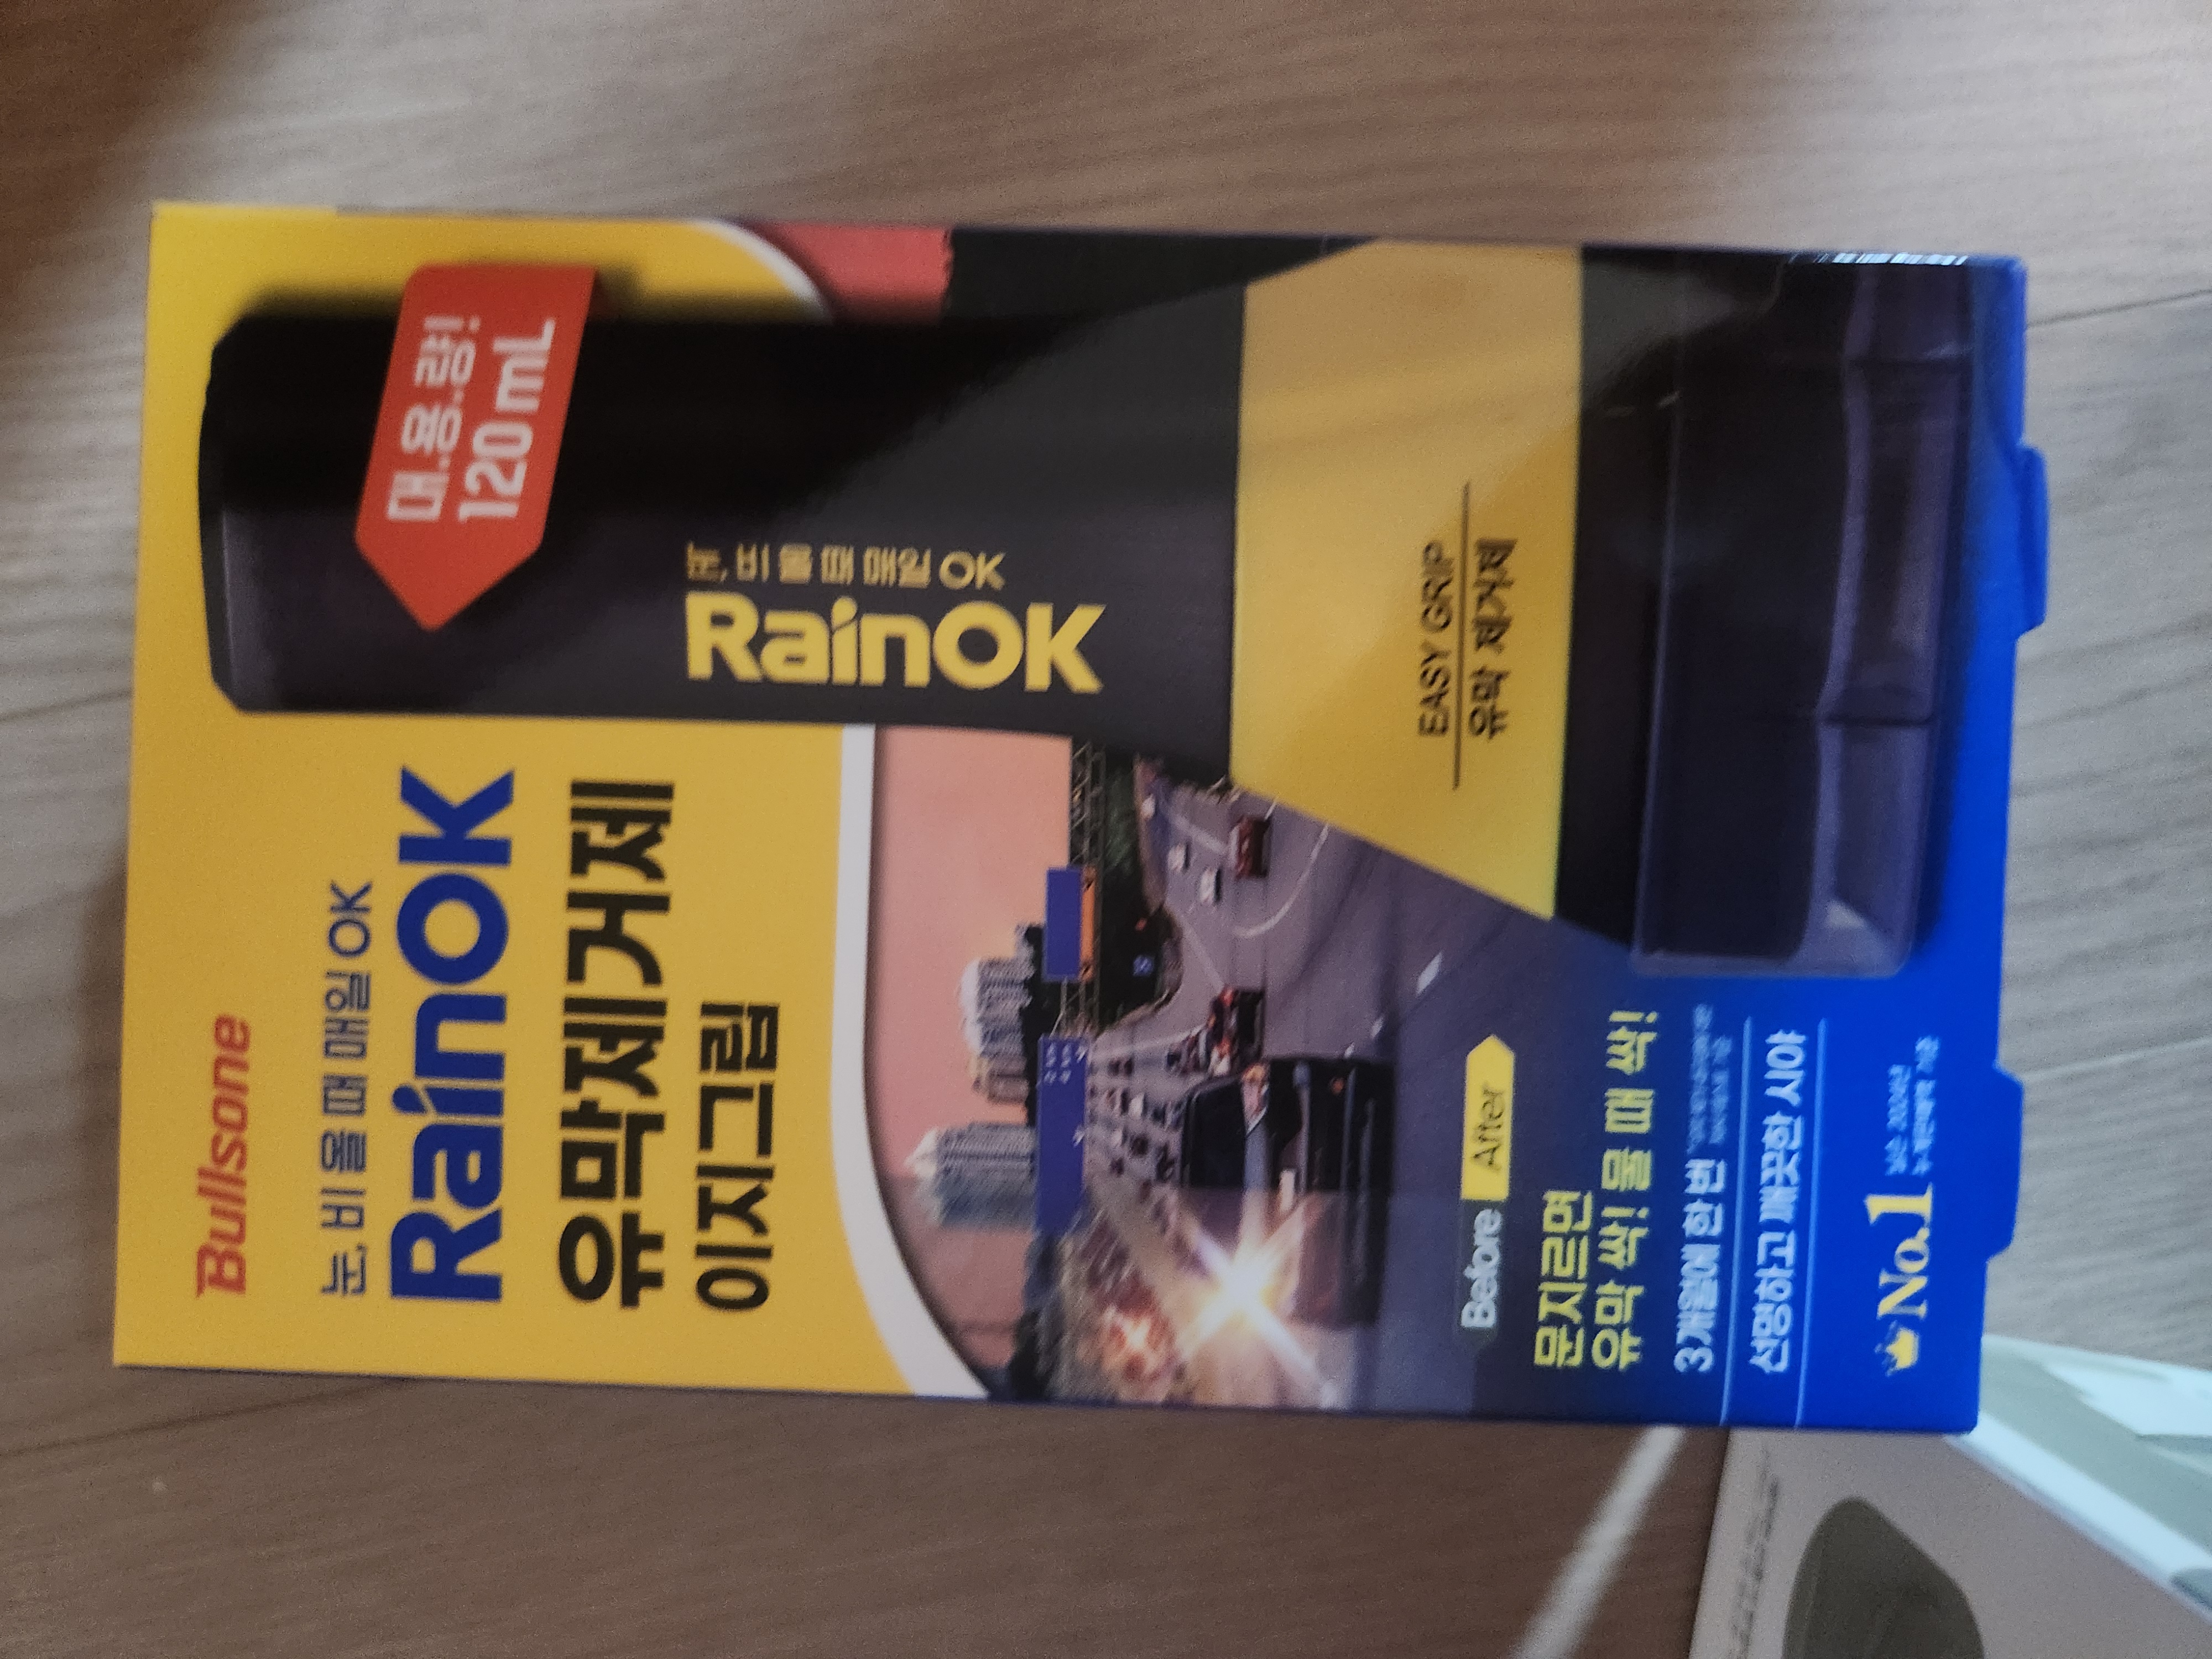 Bullsone
눈, 비 올 때 매일 OK
RainOK
유막제거제
이지그립
대.용.량!
120mL
눈, 비 올 때 매일 OK
RainOK
EASY GRIP
유막 제거제
Before After
문지르면
유막 싹! 물 때 싹!
3개월에 한 번
선명하고 깨끗한 시야
No.1